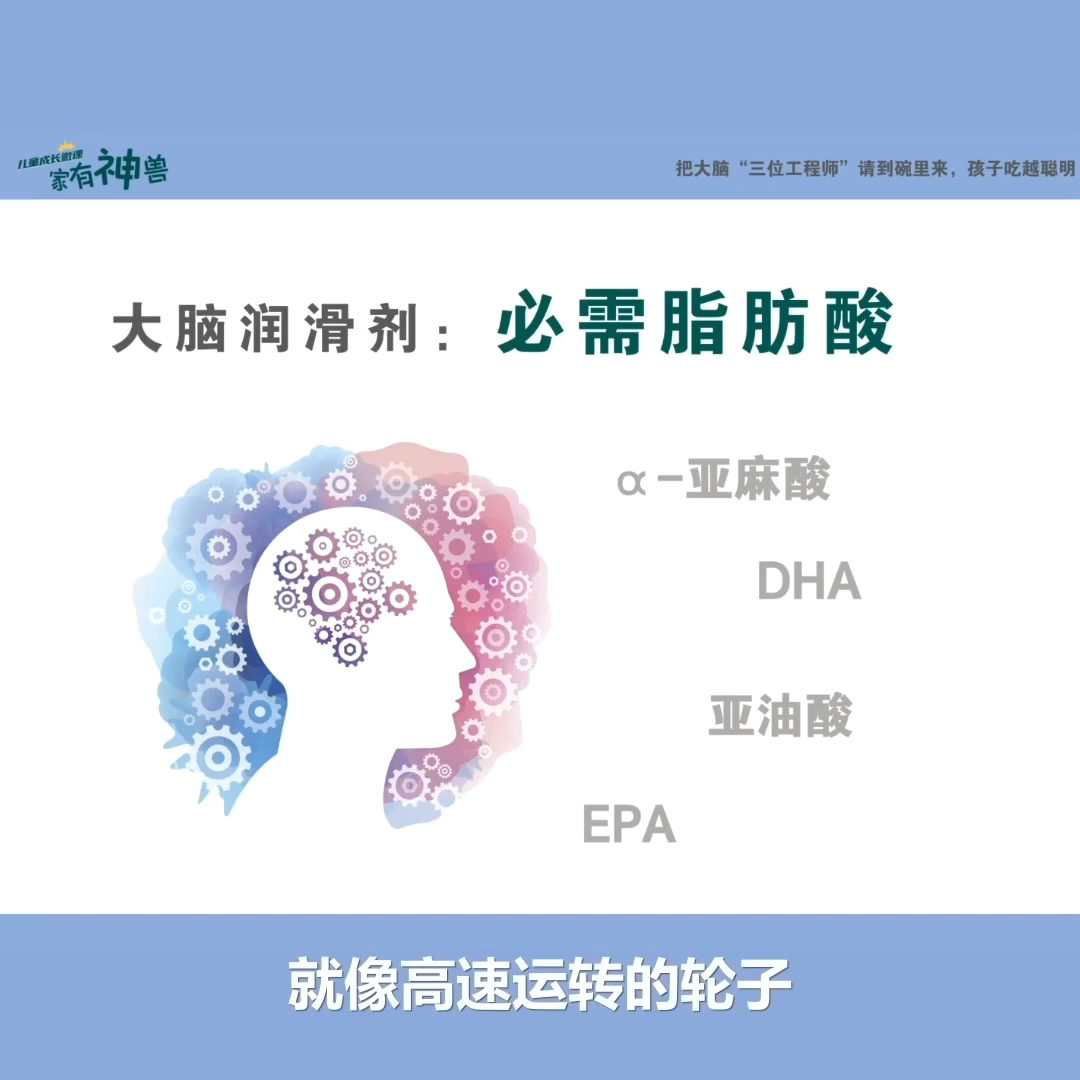 儿童成长微课
家有神兽
把大脑“三位工程师”请到碗里来，孩子吃越聪明
大脑润滑剂：必需脂肪酸
α-亚麻酸
DHA
亚油酸
EPA
就像高速运转的轮子